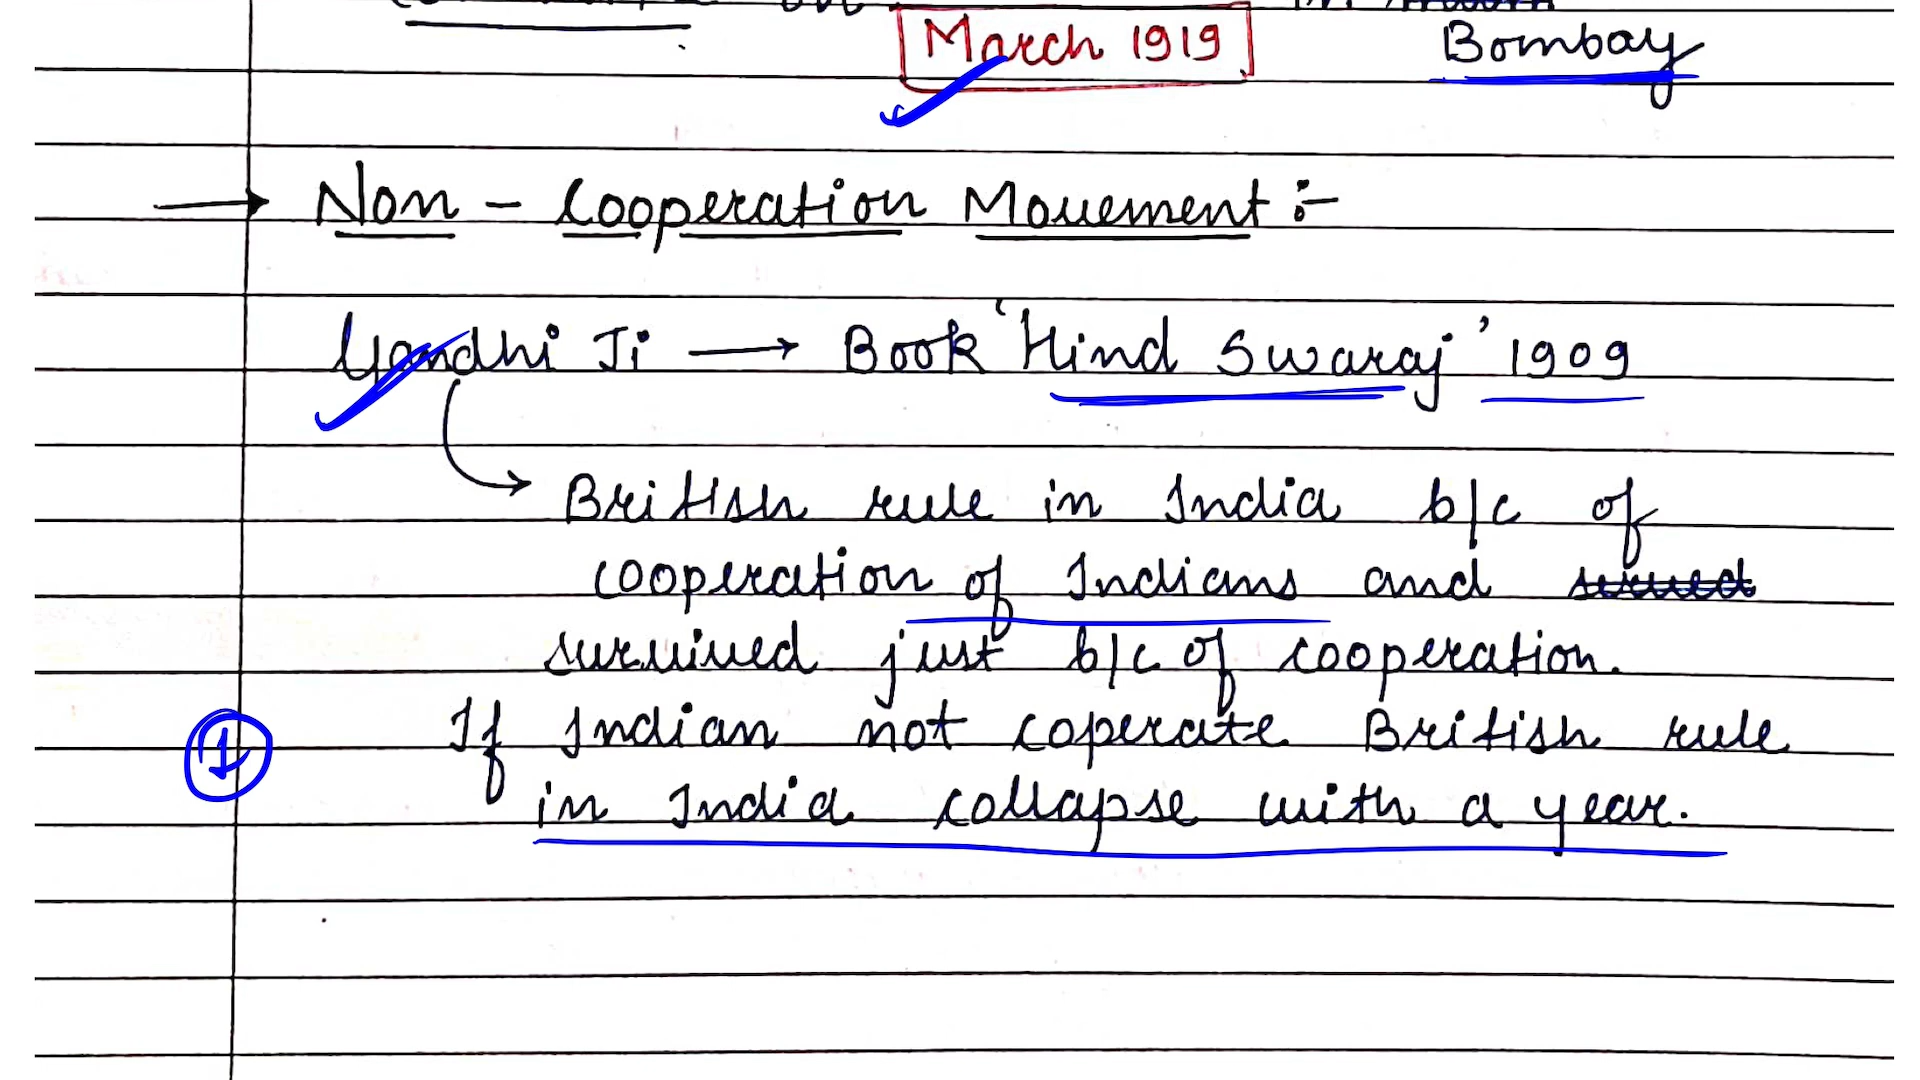 March 1919 Bombay
→ Non - Cooperation Movement :-
Gandhi Ji → Book 'Hind Swaraj' 1909
→ British rule in India b/c of
cooperation of Indians and
survived just b/c of cooperation.
1 If Indian not coperate British rule
in India collapse with a year.